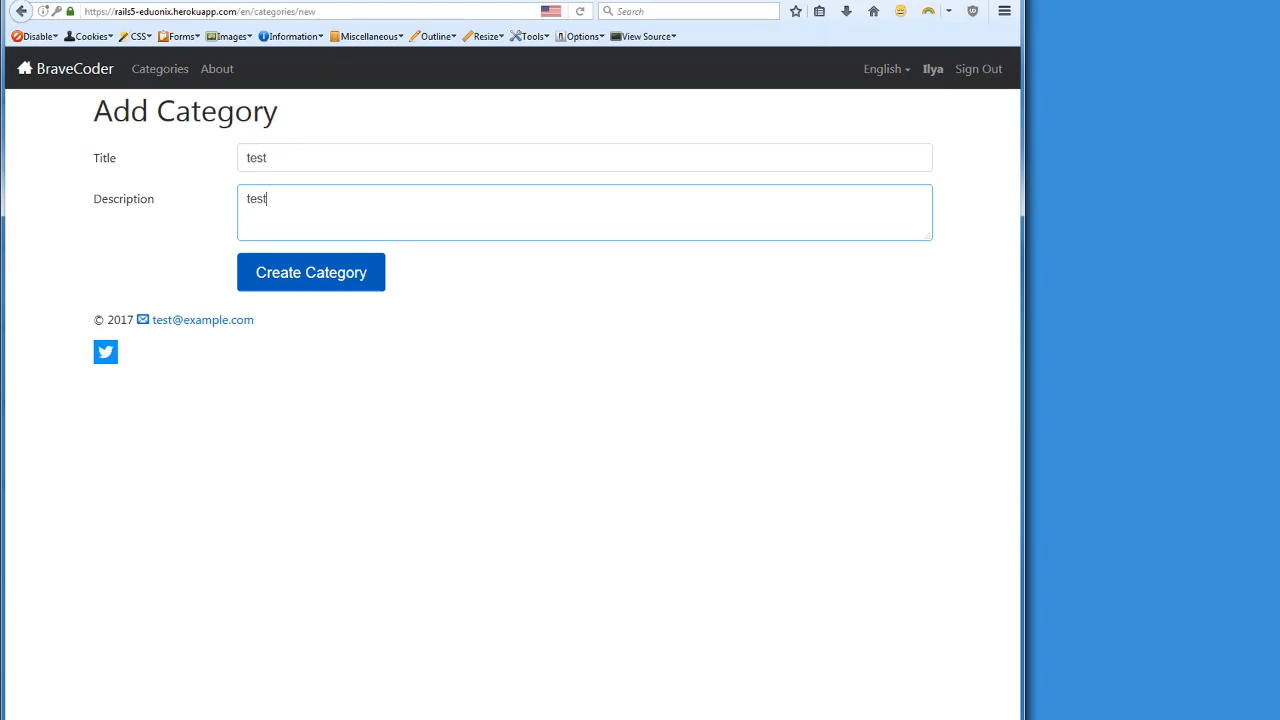 https://rails5-eduonix.herokuapp.com/en/categories/new
Search
Disable
Cookies
CSS
Forms
Images
Information
Miscellaneous
Outline
Resize
Tools
Options
View Source
BraveCoder
Categories
About
English
Ilya
Sign Out
Add Category
Title
test
Description
test
Create Category
© 2017 test@example.com